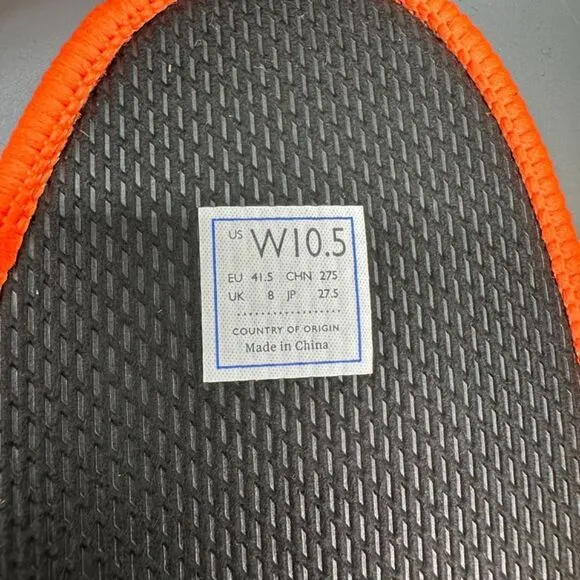 US W10.5
EU 41.5 CHN 275
UK 8 JP 27.5
COUNTRY OF ORIGIN
Made in China